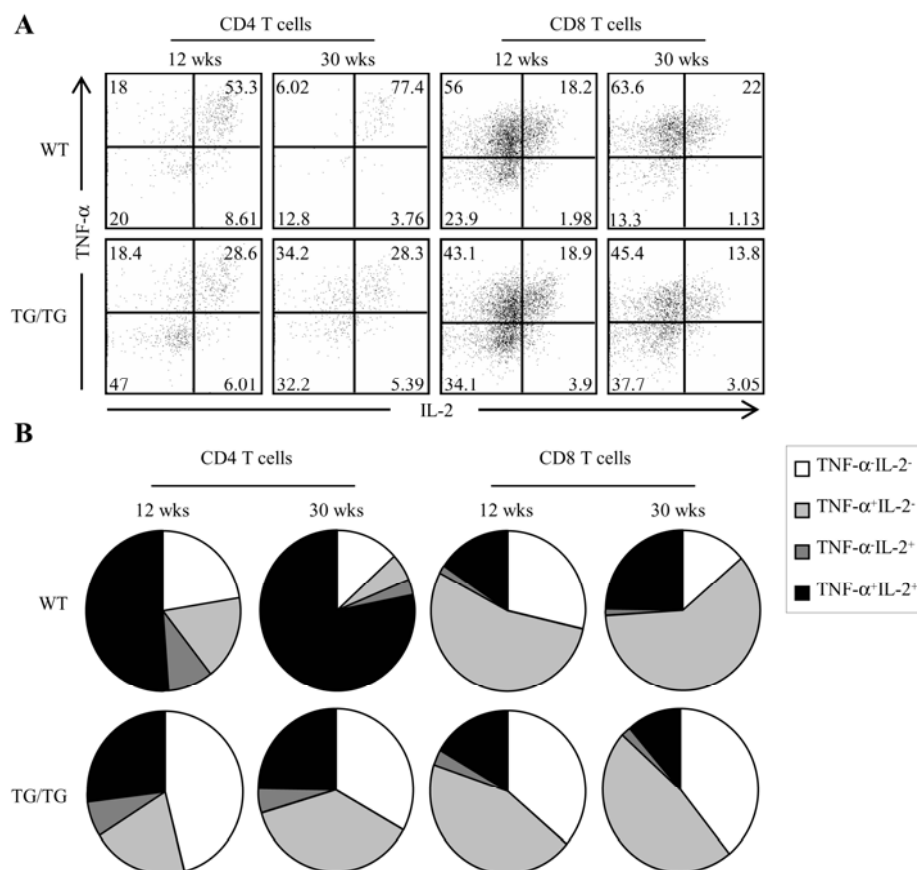 A
CD4 T cells CD8 T cells
12 wks 30 wks 12 wks 30 wks
18 53.3 6.02 77.4 56 18.2 63.6 22
WT
20 8.61 12.8 3.76 23.9 1.98 13.3 1.13
TNF-α
18.4 28.6 34.2 28.3 43.1 18.9 45.4 13.8
TG/TG
47 6.01 32.2 5.39 34.1 3.9 37.7 3.05
IL-2
B
CD4 T cells CD8 T cells
12 wks 30 wks 12 wks 30 wks
TNF-α⁻IL-2⁻
TNF-α⁺IL-2⁻
TNF-α⁻IL-2⁺
TNF-α⁺IL-2⁺
WT
TG/TG